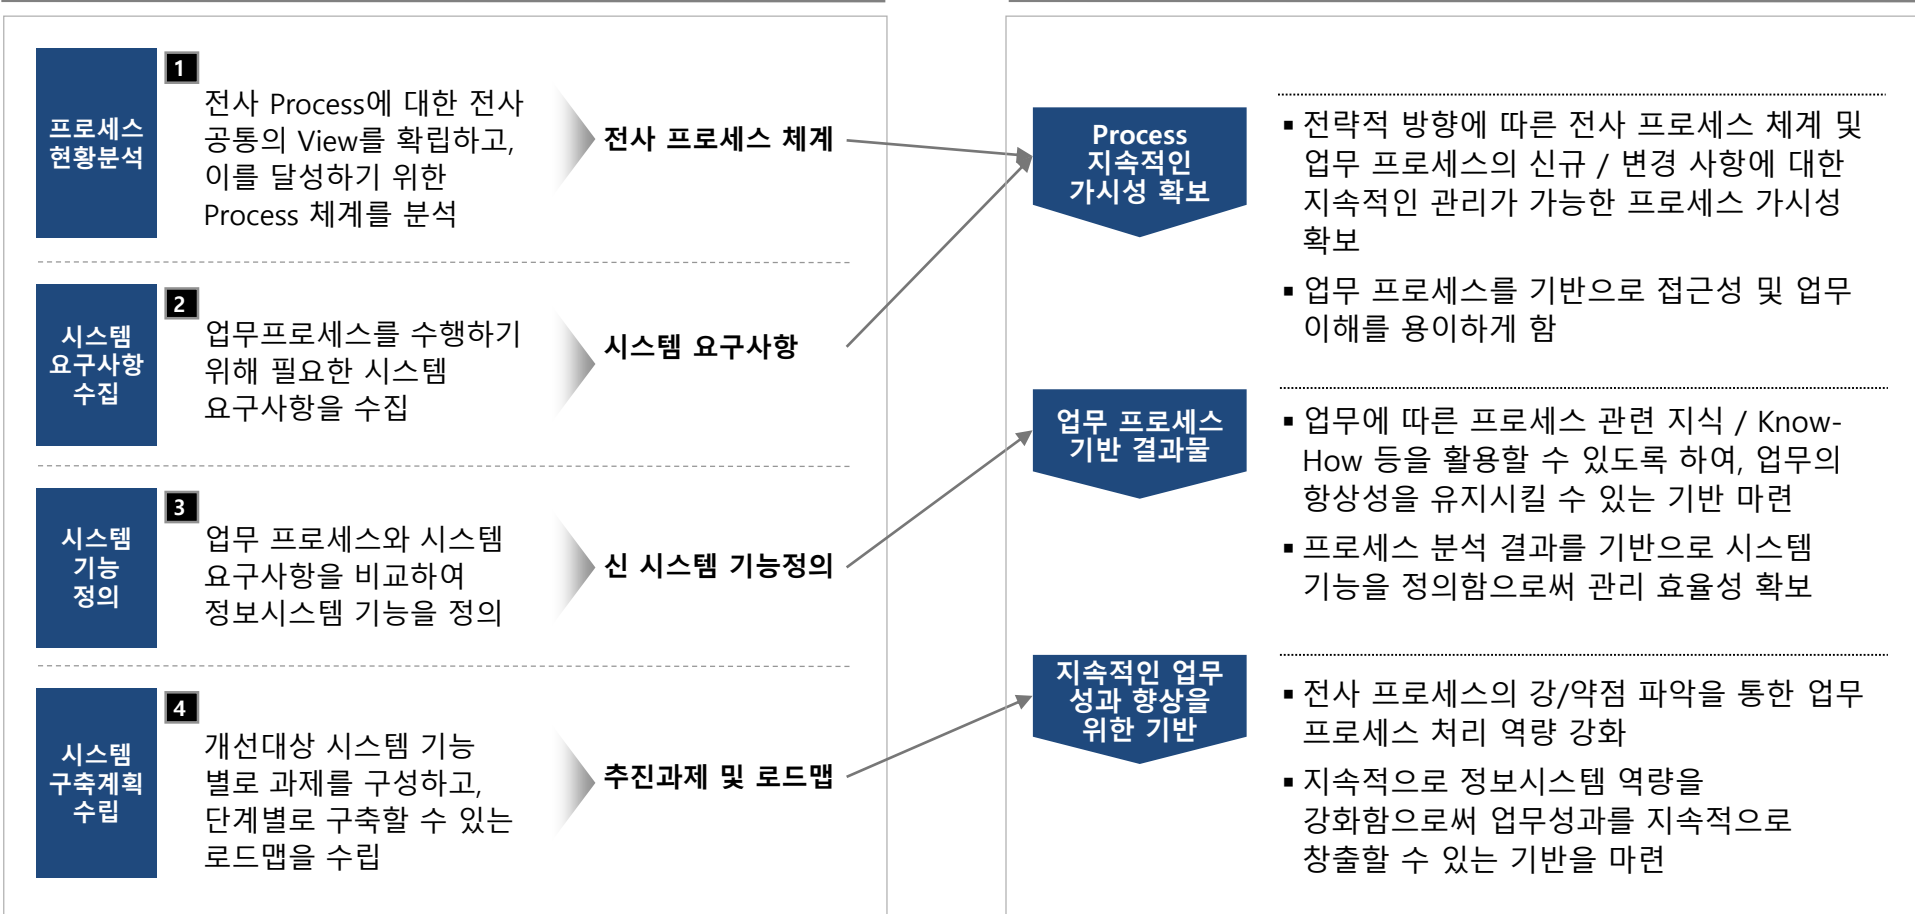 프로세스
현황분석
1
전사 Process에 대한 전사
공통의 View를 확립하고,
이를 달성하기 위한
Process 체계를 분석
전사 프로세스 체계
시스템
요구사항
수집
2
업무프로세스를 수행하기
위해 필요한 시스템
요구사항을 수집
시스템 요구사항
시스템
기능
정의
3
업무 프로세스와 시스템
요구사항을 비교하여
정보시스템 기능을 정의
신 시스템 기능정의
시스템
구축계획
수립
4
개선대상 시스템 기능
별로 과제를 구성하고,
단계별로 구축할 수 있는
로드맵을 수립
추진과제 및 로드맵
Process
지속적인
가시성 확보
▪ 전략적 방향에 따른 전사 프로세스 체계 및
업무 프로세스의 신규 / 변경 사항에 대한
지속적인 관리가 가능한 프로세스 가시성
확보
▪ 업무 프로세스를 기반으로 접근성 및 업무
이해를 용이하게 함
업무 프로세스
기반 결과물
▪ 업무에 따른 프로세스 관련 지식 / Know-
How 등을 활용할 수 있도록 하여, 업무의
항상성을 유지시킬 수 있는 기반 마련
▪ 프로세스 분석 결과를 기반으로 시스템
기능을 정의함으로써 관리 효율성 확보
지속적인 업무
성과 향상을
위한 기반
▪ 전사 프로세스의 강/약점 파악을 통한 업무
프로세스 처리 역량 강화
▪ 지속적으로 정보시스템 역량을
강화함으로써 업무성과를 지속적으로
창출할 수 있는 기반을 마련